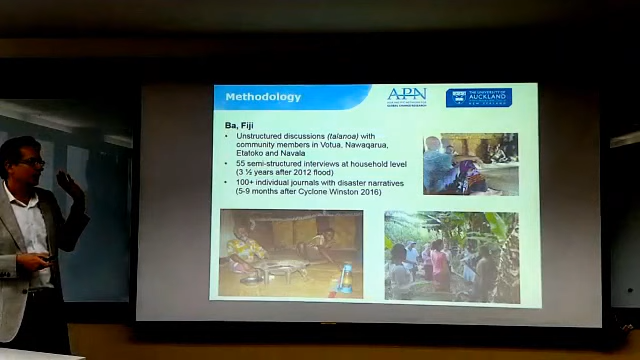 Methodology
APN
THE UNIVERSITY OF
AUCKLAND
NEW ZEALAND
Ba, Fiji
• Unstructured discussions (talanoa) with
community members in Votua, Nawaqarua,
Etatoko and Navala
• 55 semi-structured interviews at household level
(3 ½ years after 2012 flood)
• 100+ individual journals with disaster narratives
(5-9 months after Cyclone Winston 2016)